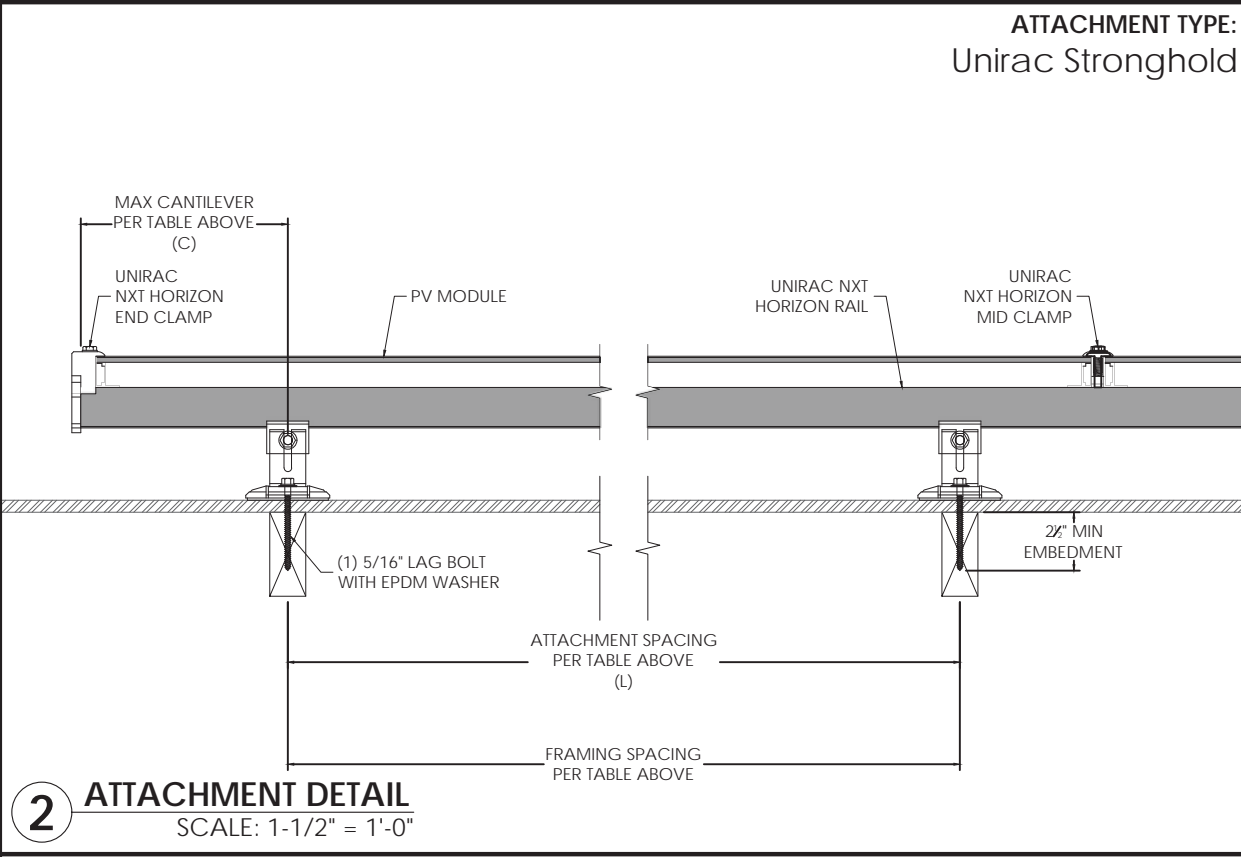 ATTACHMENT TYPE:
Unirac Stronghold
MAX CANTILEVER
PER TABLE ABOVE
(C)
UNIRAC
NXT HORIZON
END CLAMP
PV MODULE
UNIRAC NXT
HORIZON RAIL
UNIRAC
NXT HORIZON
MID CLAMP
(1) 5/16" LAG BOLT
WITH EPDM WASHER
2½" MIN
EMBEDMENT
ATTACHMENT SPACING
PER TABLE ABOVE
(L)
FRAMING SPACING
PER TABLE ABOVE
2
ATTACHMENT DETAIL
SCALE: 1-1/2" = 1'-0"